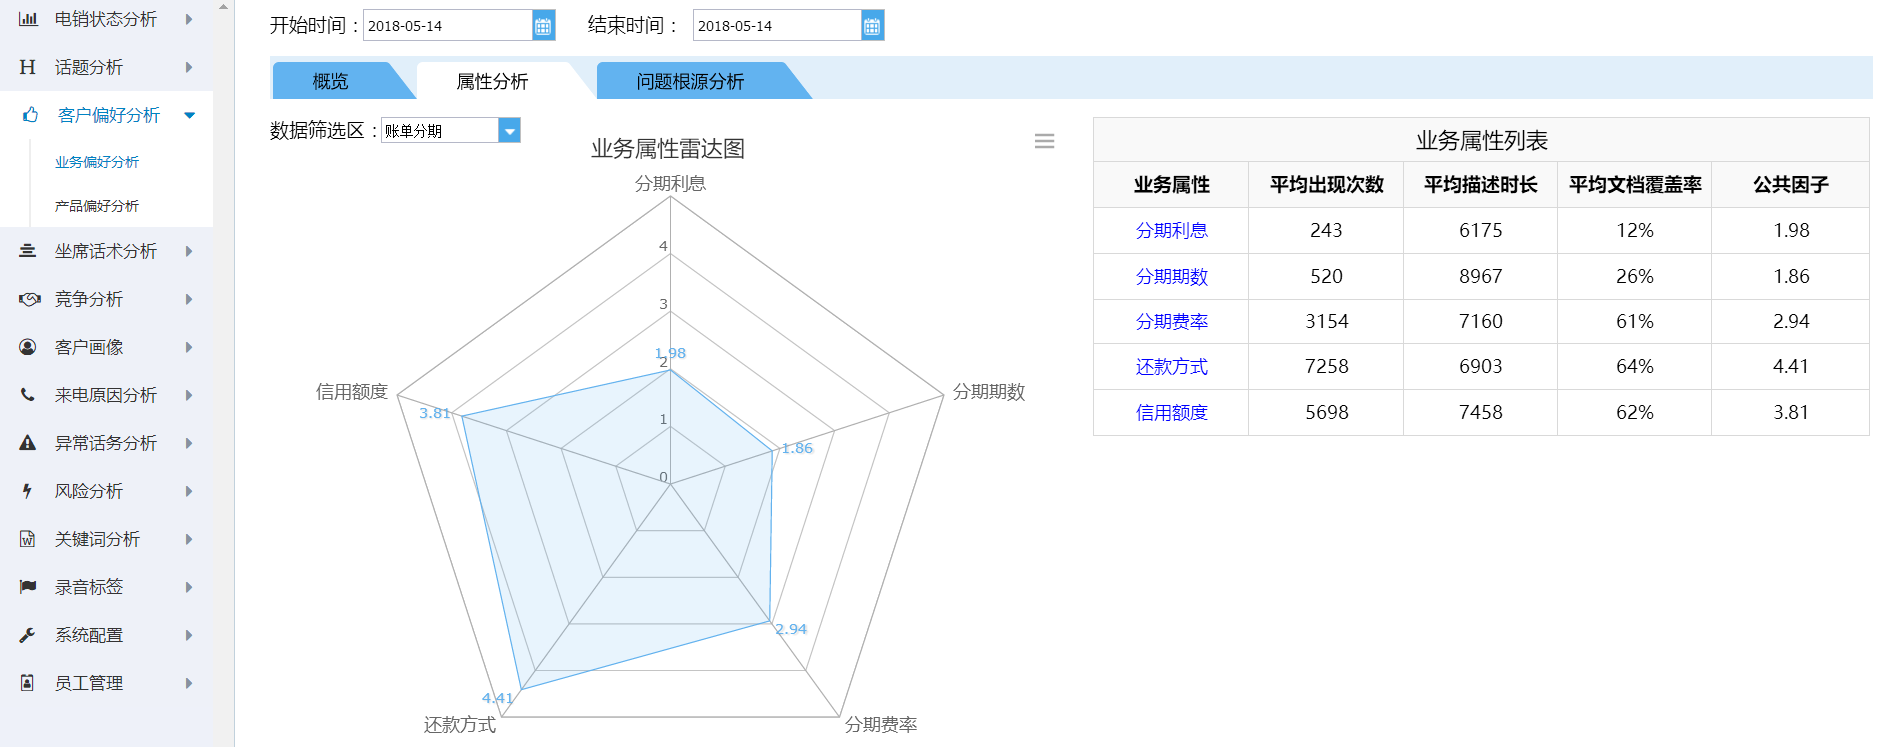 电销状态分析
话题分析
客户偏好分析
业务偏好分析
产品偏好分析
坐席话术分析
竞争分析
客户画像
来电原因分析
异常话务分析
风险分析
关键词分析
录音标签
系统配置
员工管理
开始时间：2018-05-14 结束时间：2018-05-14
概览 属性分析 问题根源分析
数据筛选区：账单分期
业务属性雷达图
分期利息
4
3
1.98
2
分期期数
信用额度
3.81
1
1.86
0
2.94
4.41
还款方式
分期费率
业务属性列表
业务属性 平均出现次数 平均描述时长 平均文档覆盖率 公共因子
分期利息 243 6175 12% 1.98
分期期数 520 8967 26% 1.86
分期费率 3154 7160 61% 2.94
还款方式 7258 6903 64% 4.41
信用额度 5698 7458 62% 3.81